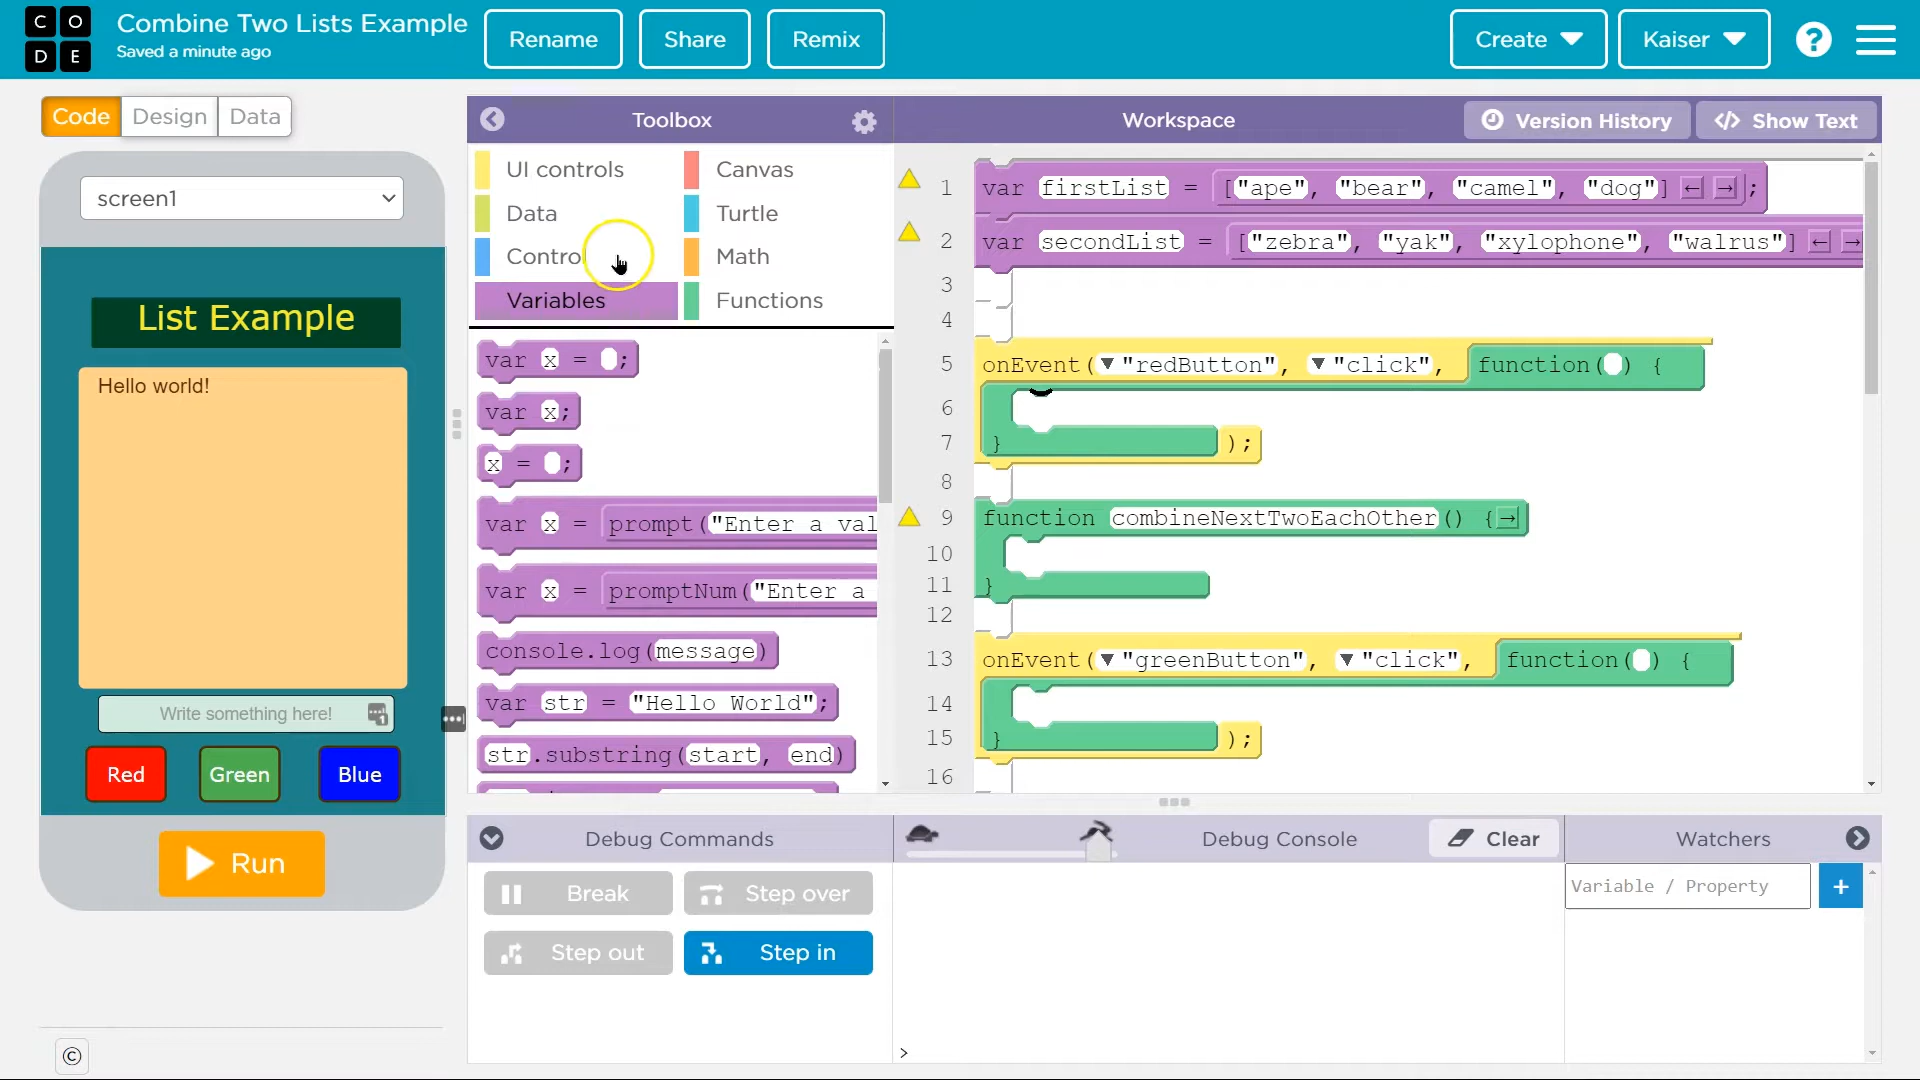 C O
D E
Combine Two Lists Example
Saved a minute ago
Rename
Share
Remix
Create
Kaiser
?
Code
Design
Data
screen1
List Example
Hello world!
Write something here!
1
Red
Green
Blue
Run
©
Toolbox
UI controls
Canvas
Data
Turtle
Contro
Math
Variables
Functions
var x = ;
var x;
x = ;
var x = prompt("Enter a val
var x = promptNum("Enter a
console.log(message)
var str = "Hello World";
str.substring(start, end)
Workspace
Version History
</> Show Text
1 var firstList = ["ape", "bear", "camel", "dog"] ← → ;
2 var secondList = ["zebra", "yak", "xylophone", "walrus"] ← →
3
4
5 onEvent(▼"redButton", ▼"click", function( ) {
6
7 } );
8
9 function combineNextTwoEachOther() {→
10
11 }
12
13 onEvent(▼"greenButton", ▼"click", function( ) {
14
15 } );
16
Debug Commands
Break
Step over
Step out
Step in
Debug Console
Clear
>
Watchers
Variable / Property
+